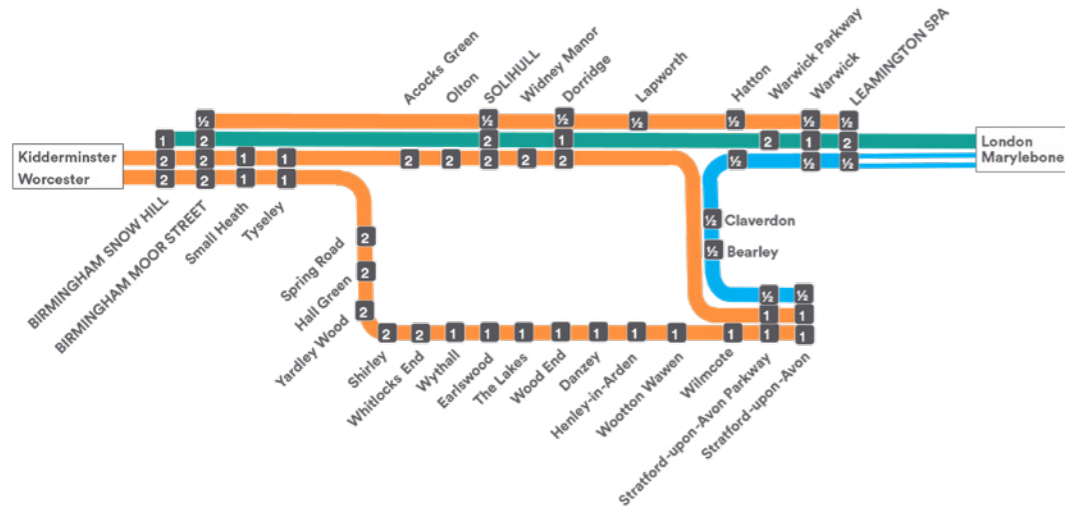 Acocks Green
Olton
SOLIHULL
Widney Manor
Dorridge
Lapworth
Hatton
Warwick Parkway
Warwick
LEAMINGTON SPA
½ ½ ½ ½ ½ ½ ½
1 2 2 1 2 1 2
London
Marylebone
Kidderminster
2 2 1 1 2 2 2 2 2
½ ½ ½
Worcester
2 2 1 1
BIRMINGHAM SNOW HILL
BIRMINGHAM MOOR STREET
Small Heath
Tyseley
½ Claverdon
½ Bearley
Spring Road 2
Hall Green 2
Yardley Wood 2
½ ½
1 1
2 2 1 1 1 1 1 1 1 1 1 1
Shirley
Whitlocks End
Wythall
Earlswood
The Lakes
Wood End
Danzey
Henley-in-Arden
Wootton Wawen
Wilmcote
Stratford-upon-Avon Parkway
Stratford-upon-Avon